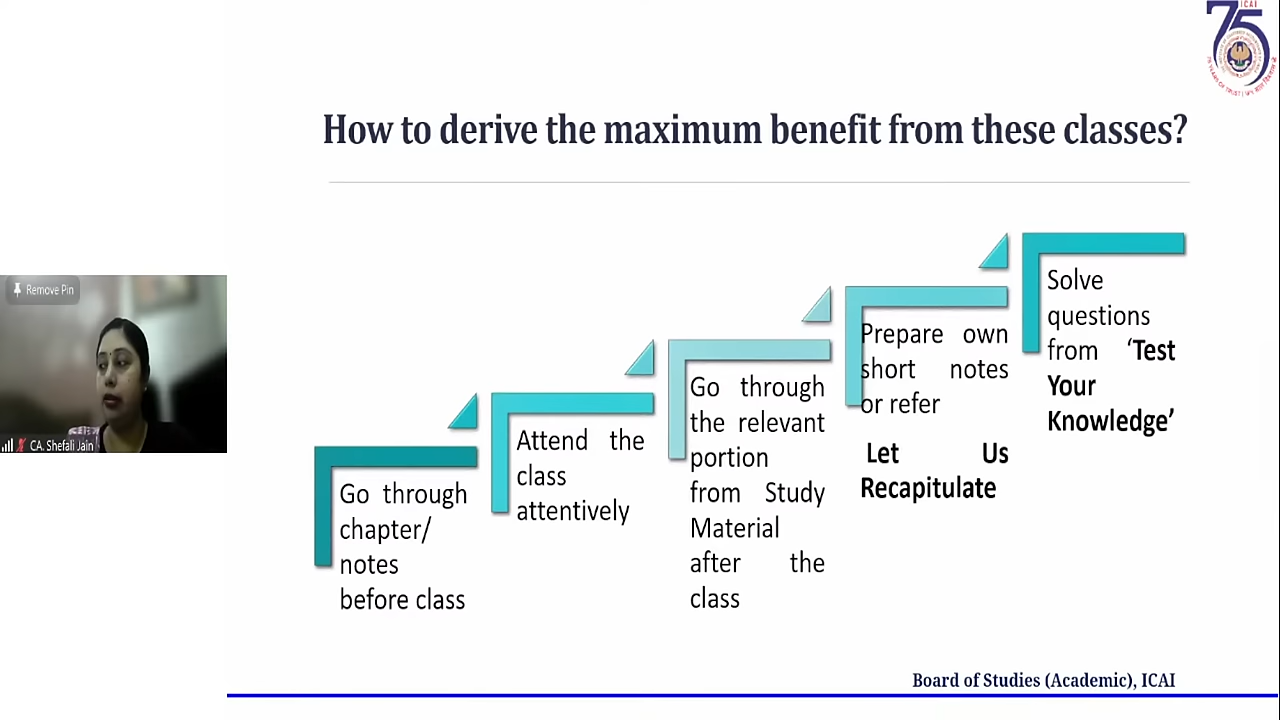 ICAI
75
How to derive the maximum benefit from these classes?
Remove Pin
CA. Shefali Jain
Go through
chapter/
notes
before class
Attend the
class
attentively
Go through
the relevant
portion
from Study
Material
after the
class
Prepare own
short notes
or refer
Let Us
Recapitulate
Solve
questions
from ‘Test
Your
Knowledge’
Board of Studies (Academic), ICAI